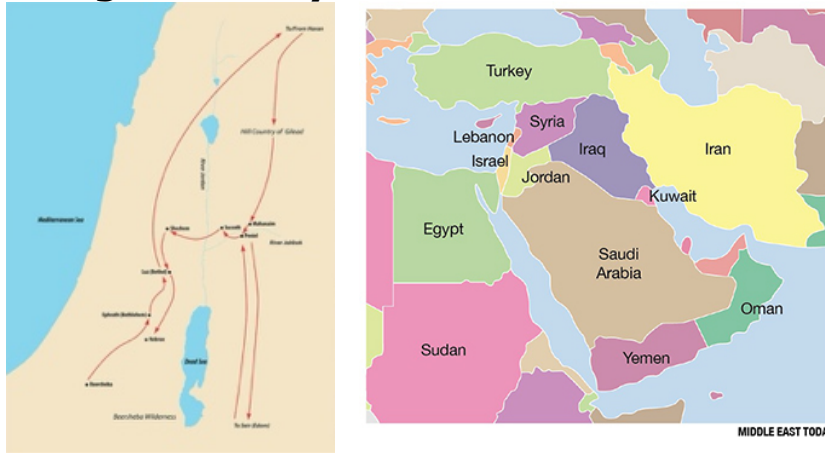 To/From Haran
Hill Country of Gilead
River Jordan
Mediterranean Sea
Shechem
Succoth
Mahanaim
Peniel
River Jabbok
Luz (Bethel)
Ephrath (Bethlehem)
Hebron
Dead Sea
Beersheba
Beersheba Wilderness
To Seir (Edom)
Turkey
Syria
Lebanon
Israel
Iraq
Iran
Jordan
Kuwait
Egypt
Saudi
Arabia
Oman
Sudan
Yemen
MIDDLE EAST TODA